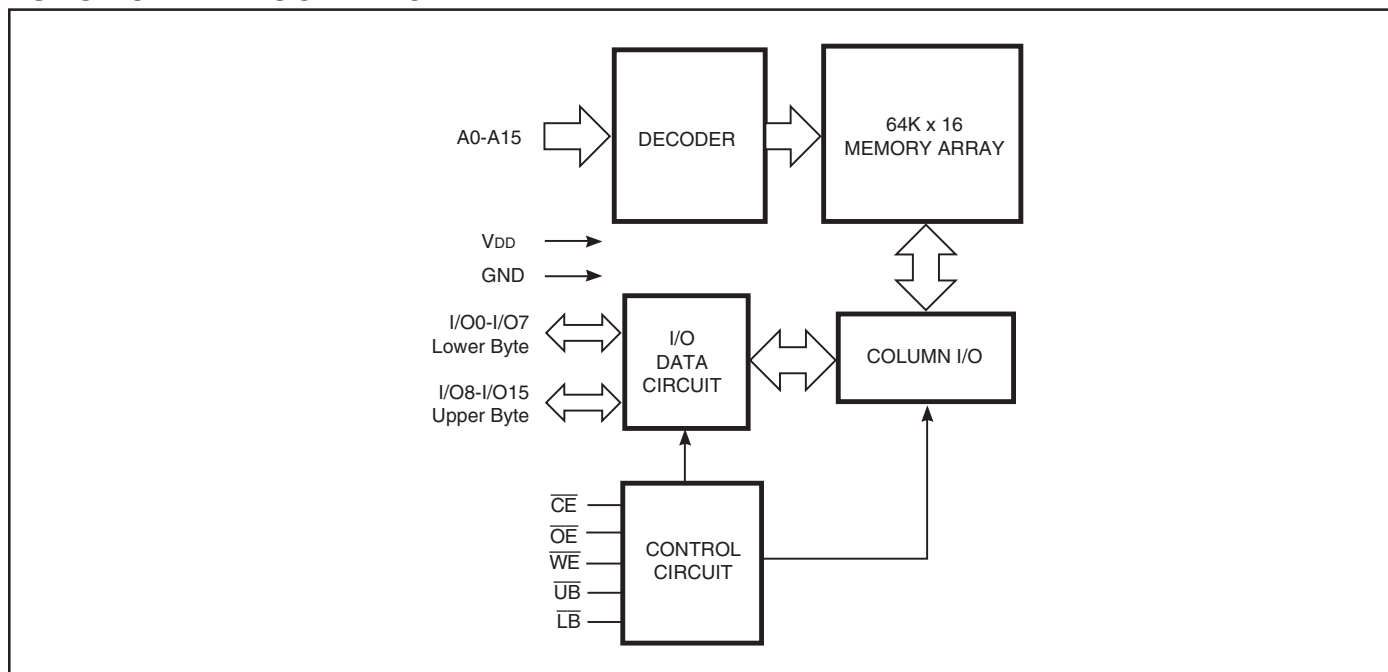 A0-A15
DECODER
64K x 16
MEMORY ARRAY
VDD
GND
I/O0-I/O7
Lower Byte
I/O8-I/O15
Upper Byte
I/O
DATA
CIRCUIT
COLUMN I/O
CE
OE
WE
UB
LB
CONTROL
CIRCUIT